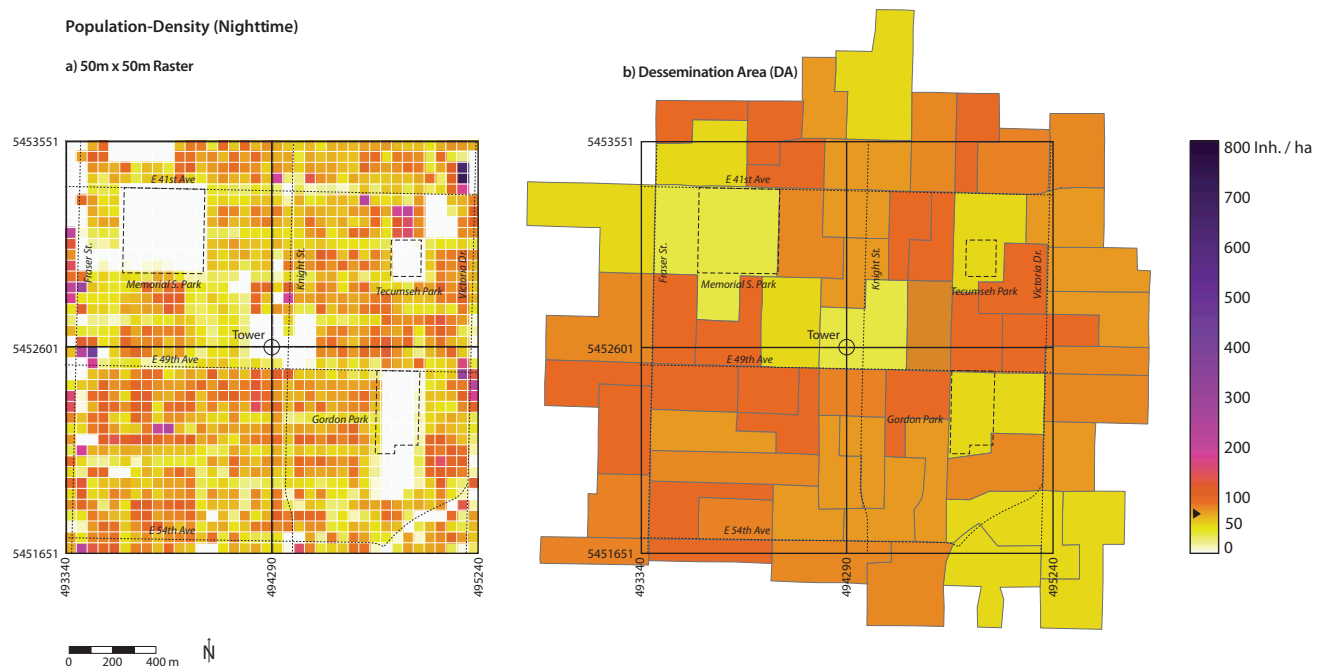 Population-Density (Nighttime)
a) 50m x 50m Raster
b) Dessemination Area (DA)
5453551
5452601
5451651
493340
494290
495240
E 41st Ave
Fraser St.
Memorial S. Park
Knight St.
Tecumseh Park
Victoria Dr.
Tower
E 49th Ave
Gordon Park
E 54th Ave
0 200 400 m
N
5453551
5452601
5451651
493340
494290
495240
E 41st Ave
Fraser St.
Memorial S. Park
Knight St.
Tecumseh Park
Victoria Dr.
Tower
E 49th Ave
Gordon Park
E 54th Ave
800 Inh. / ha
700
600
500
400
300
200
100
50
0